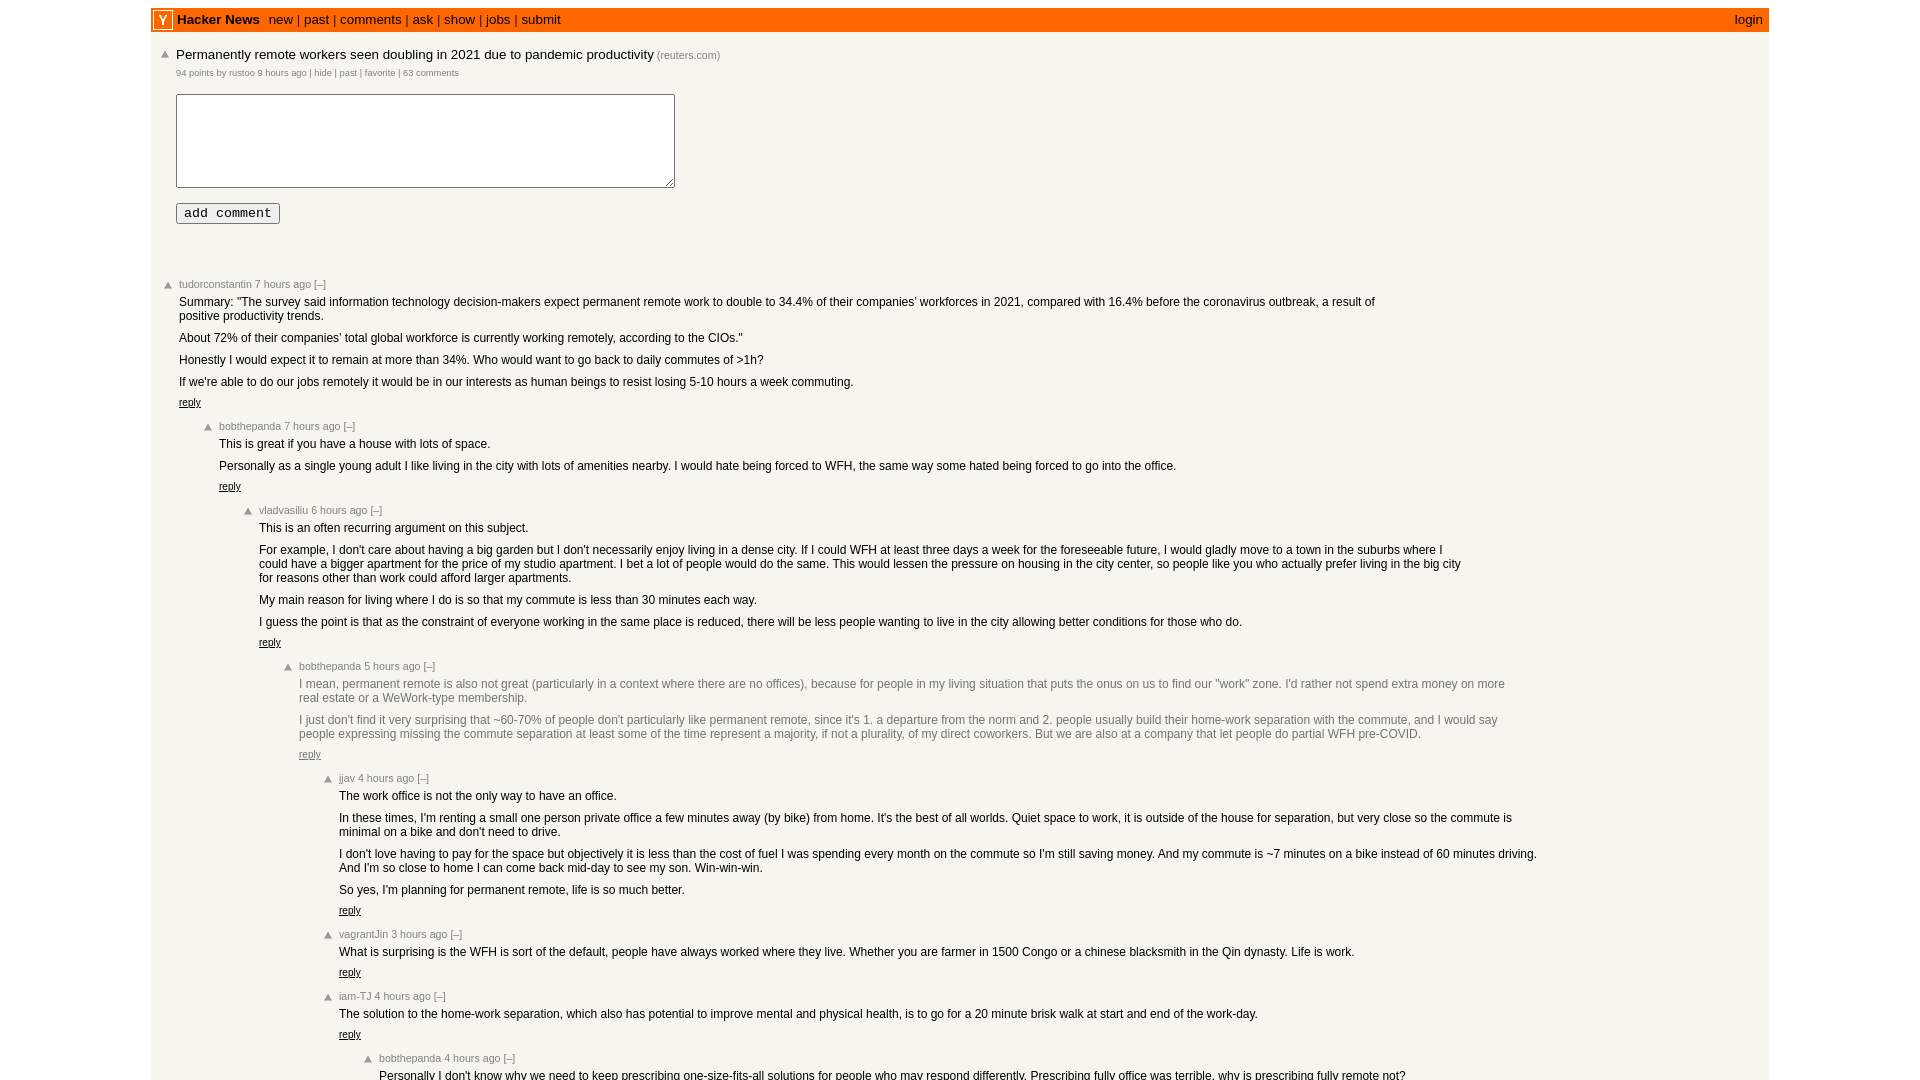 Y Hacker News new | past | comments | ask | show | jobs | submit login
Permanently remote workers seen doubling in 2021 due to pandemic productivity (reuters.com)
94 points by rustoo 9 hours ago | hide | past | favorite | 63 comments
add comment
tudorconstantin 7 hours ago [–]
Summary: "The survey said information technology decision-makers expect permanent remote work to double to 34.4% of their companies’ workforces in 2021, compared with 16.4% before the coronavirus outbreak, a result of
positive productivity trends.
About 72% of their companies’ total global workforce is currently working remotely, according to the CIOs."
Honestly I would expect it to remain at more than 34%. Who would want to go back to daily commutes of >1h?
If we're able to do our jobs remotely it would be in our interests as human beings to resist losing 5-10 hours a week commuting.
reply
bobthepanda 7 hours ago [–]
This is great if you have a house with lots of space.
Personally as a single young adult I like living in the city with lots of amenities nearby. I would hate being forced to WFH, the same way some hated being forced to go into the office.
reply
vladvasiliu 6 hours ago [–]
This is an often recurring argument on this subject.
For example, I don't care about having a big garden but I don't necessarily enjoy living in a dense city. If I could WFH at least three days a week for the foreseeable future, I would gladly move to a town in the suburbs where I
could have a bigger apartment for the price of my studio apartment. I bet a lot of people would do the same. This would lessen the pressure on housing in the city center, so people like you who actually prefer living in the big city
for reasons other than work could afford larger apartments.
My main reason for living where I do is so that my commute is less than 30 minutes each way.
I guess the point is that as the constraint of everyone working in the same place is reduced, there will be less people wanting to live in the city allowing better conditions for those who do.
reply
bobthepanda 5 hours ago [–]
I mean, permanent remote is also not great (particularly in a context where there are no offices), because for people in my living situation that puts the onus on us to find our "work" zone. I'd rather not spend extra money on more
real estate or a WeWork-type membership.
I just don't find it very surprising that ~60-70% of people don't particularly like permanent remote, since it's 1. a departure from the norm and 2. people usually build their home-work separation with the commute, and I would say
people expressing missing the commute separation at least some of the time represent a majority, if not a plurality, of my direct coworkers. But we are also at a company that let people do partial WFH pre-COVID.
reply
jjav 4 hours ago [–]
The work office is not the only way to have an office.
In these times, I'm renting a small one person private office a few minutes away (by bike) from home. It's the best of all worlds. Quiet space to work, it is outside of the house for separation, but very close so the commute is
minimal on a bike and don't need to drive.
I don't love having to pay for the space but objectively it is less than the cost of fuel I was spending every month on the commute so I'm still saving money. And my commute is ~7 minutes on a bike instead of 60 minutes driving.
And I'm so close to home I can come back mid-day to see my son. Win-win-win.
So yes, I'm planning for permanent remote, life is so much better.
reply
vagrantJin 3 hours ago [–]
What is surprising is the WFH is sort of the default, people have always worked where they live. Whether you are farmer in 1500 Congo or a chinese blacksmith in the Qin dynasty. Life is work.
reply
iam-TJ 4 hours ago [–]
The solution to the home-work separation, which also has potential to improve mental and physical health, is to go for a 20 minute brisk walk at start and end of the work-day.
reply
bobthepanda 4 hours ago [–]
Personally I don't know why we need to keep prescribing one-size-fits-all solutions for people who may respond differently. Prescribing fully office was terrible, why is prescribing fully remote not?